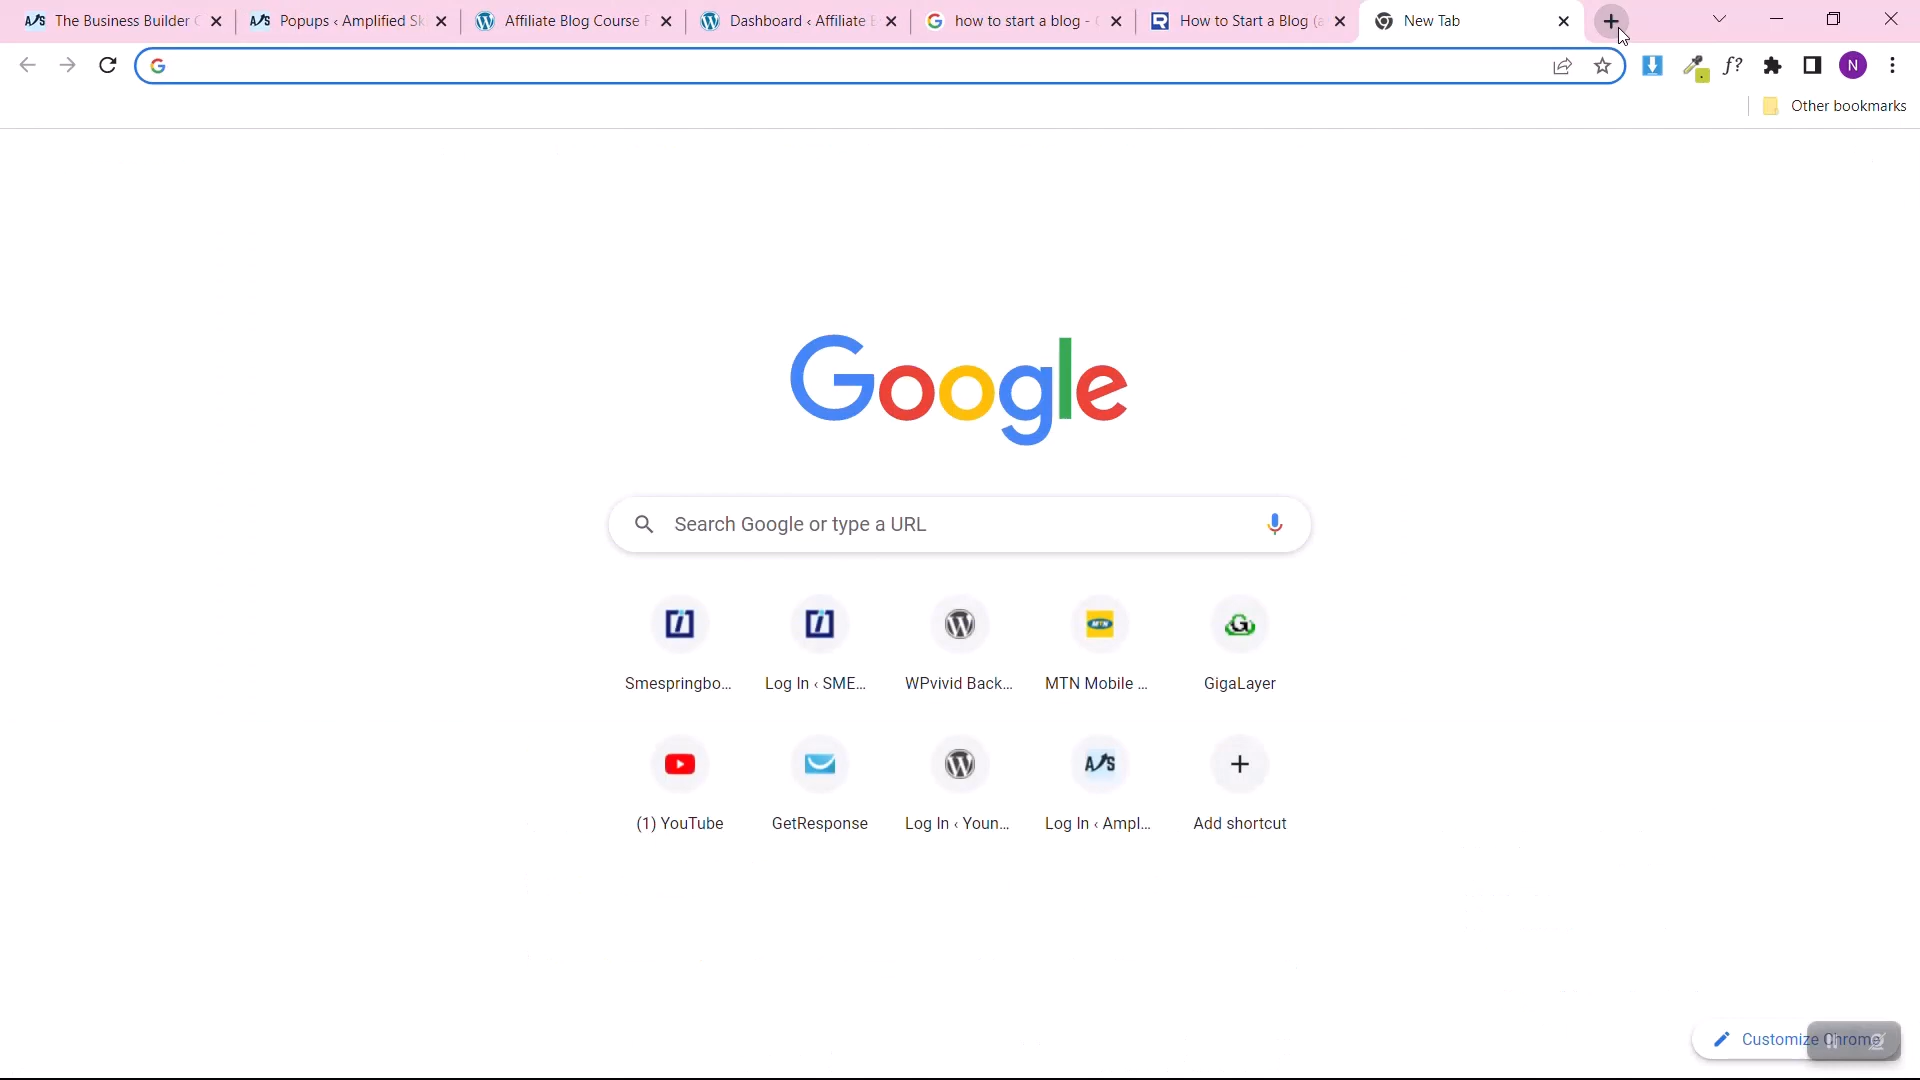 The Business Builder
Popups ‹ Amplified Sk
Affiliate Blog Course
Dashboard ‹ Affiliate
how to start a blog -
How to Start a Blog (a
New Tab
f?
N
Other bookmarks
Google
Search Google or type a URL
Smespringbo...
Log In ‹ SME...
WPvivid Back...
MTN Mobile ...
GigaLayer
(1) YouTube
GetResponse
Log In ‹ Youn...
Log In ‹ Ampl...
Add shortcut
Customize Chrome